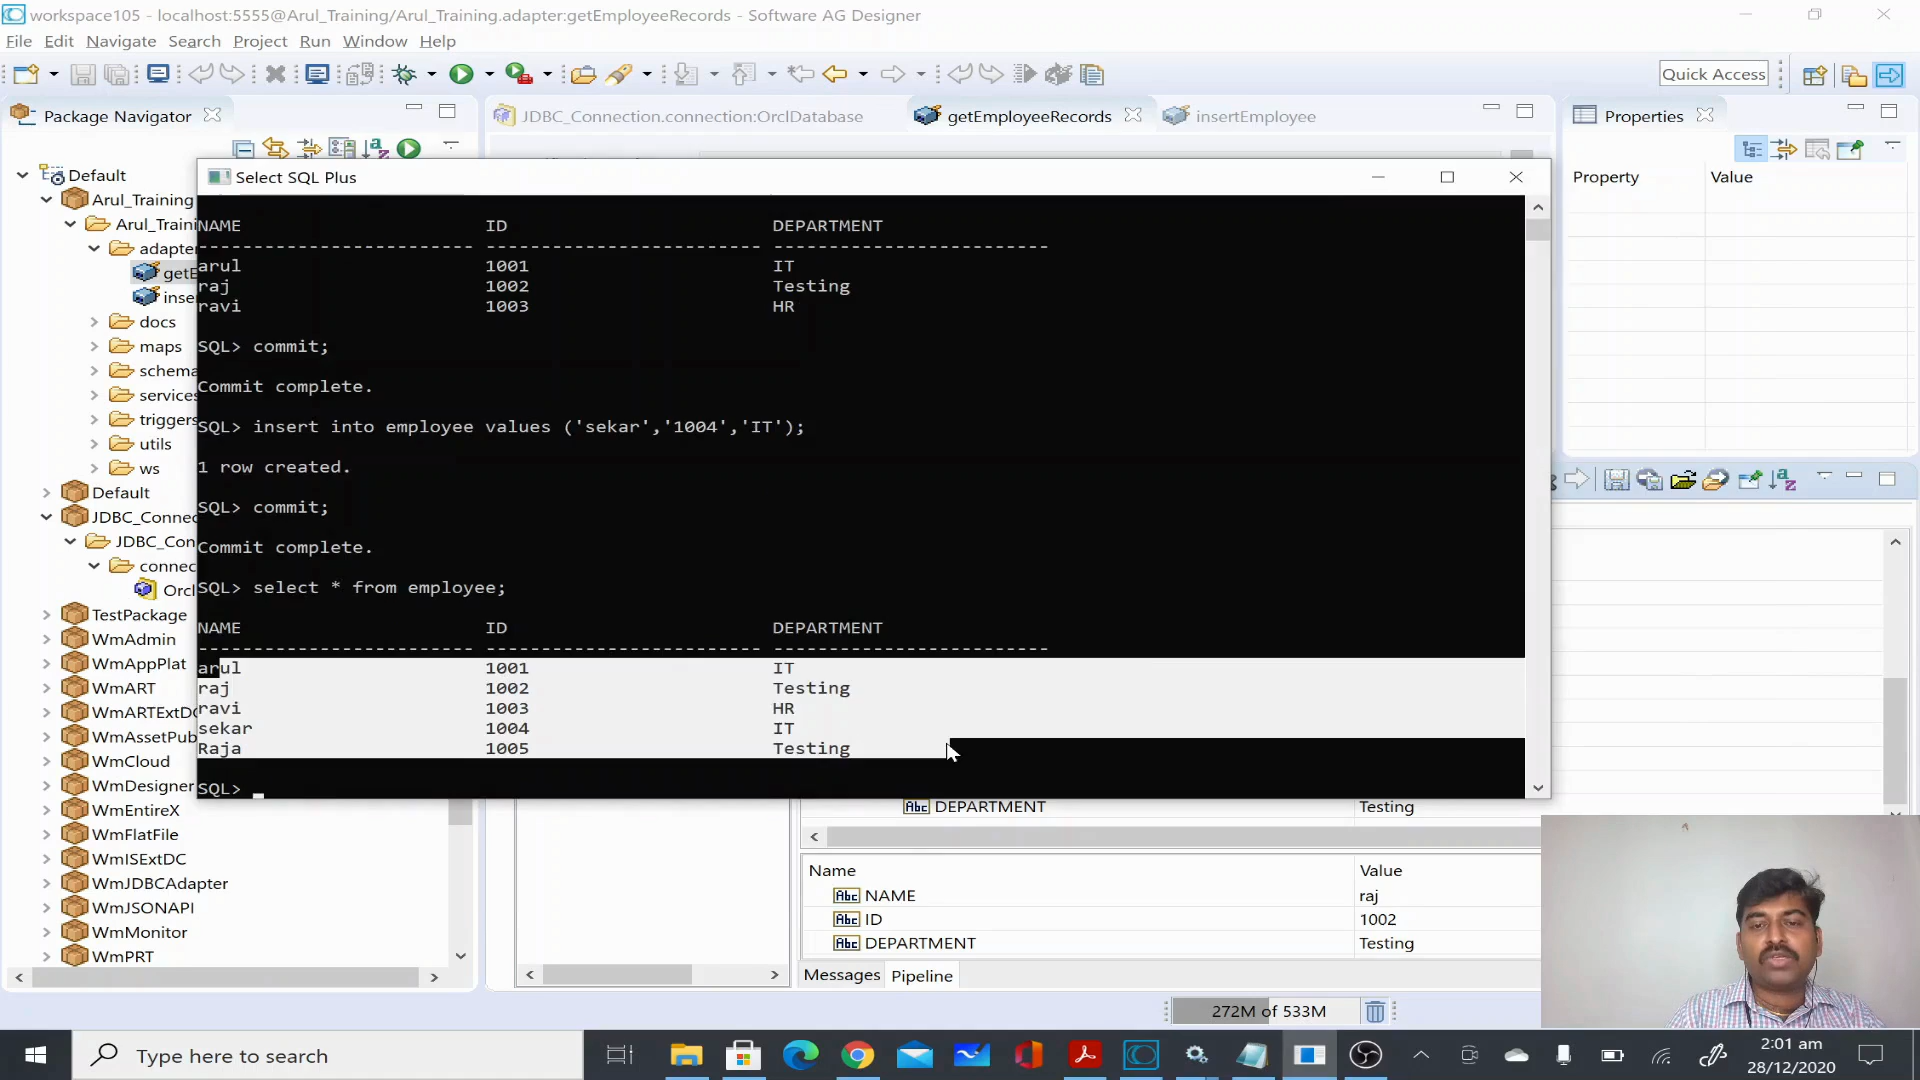 workspace105 - localhost:5555@Arul_Training/Arul_Training.adapter:getEmployeeRecords - Software AG Designer
File Edit Navigate Search Project Run Window Help
Quick Access
Package Navigator
JDBC_Connection.connection:OrclDatabase
getEmployeeRecords
insertEmployee
Properties
Property Value
Default
Arul_Training
Arul_Traini
adapter
getE
inse
docs
maps
schema
services
triggers
utils
ws
Default
JDBC_Connec
JDBC_Con
connec
Orcl
TestPackage
WmAdmin
WmAppPlat
WmART
WmARTExtDC
WmAssetPub
WmCloud
WmDesigner
WmEntireX
WmFlatFile
WmISExtDC
WmJDBCAdapter
WmJSONAPI
WmMonitor
WmPRT
Select SQL Plus
NAME ID DEPARTMENT
------------------------- ------------------------- -------------------------
arul 1001 IT
raj 1002 Testing
ravi 1003 HR
SQL> commit;
Commit complete.
SQL> insert into employee values ('sekar','1004','IT');
1 row created.
SQL> commit;
Commit complete.
SQL> select * from employee;
NAME ID DEPARTMENT
------------------------- ------------------------- -------------------------
arul 1001 IT
raj 1002 Testing
ravi 1003 HR
sekar 1004 IT
Raja 1005 Testing
SQL> _
DEPARTMENT Testing
Name Value
NAME raj
ID 1002
DEPARTMENT Testing
Messages Pipeline
272M of 533M
Type here to search
2:01 am
28/12/2020